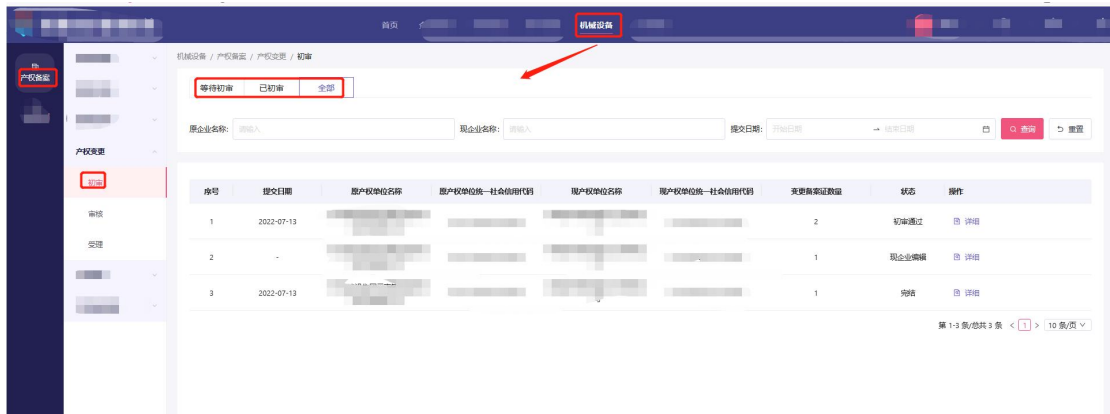 首页 机械设备
产权备案
机械设备 / 产权备案 / 产权变更 / 初审
等待初审 已初审 全部
原企业名称: 请输入 现企业名称: 请输入 提交日期: 开始日期 → 结束日期 查询 重置
产权变更
初审
审核
受理
序号 提交日期 原产权单位名称 原产权单位统一社会信用代码 现产权单位名称 现产权单位统一社会信用代码 变更备案证数量 状态 操作
1 2022-07-13 2 初审通过 详细
2 - 1 现企业编辑 详细
3 2022-07-13 1 完结 详细
第 1-3 条/总共 3 条 < 1 > 10 条/页